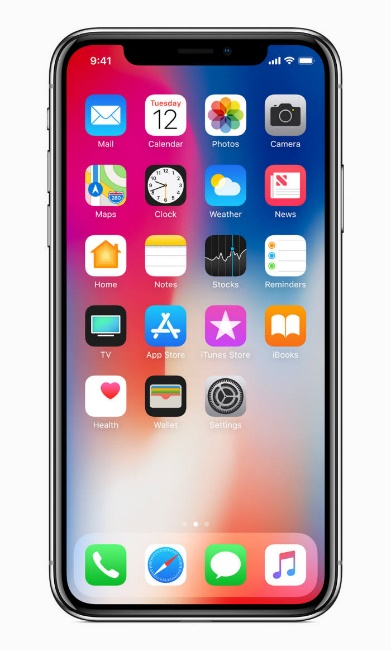 9:41
Tuesday
12
Mail Calendar Photos Camera
280
Maps Clock Weather News
Home Notes Stocks Reminders
TV App Store iTunes Store iBooks
Health Wallet Settings